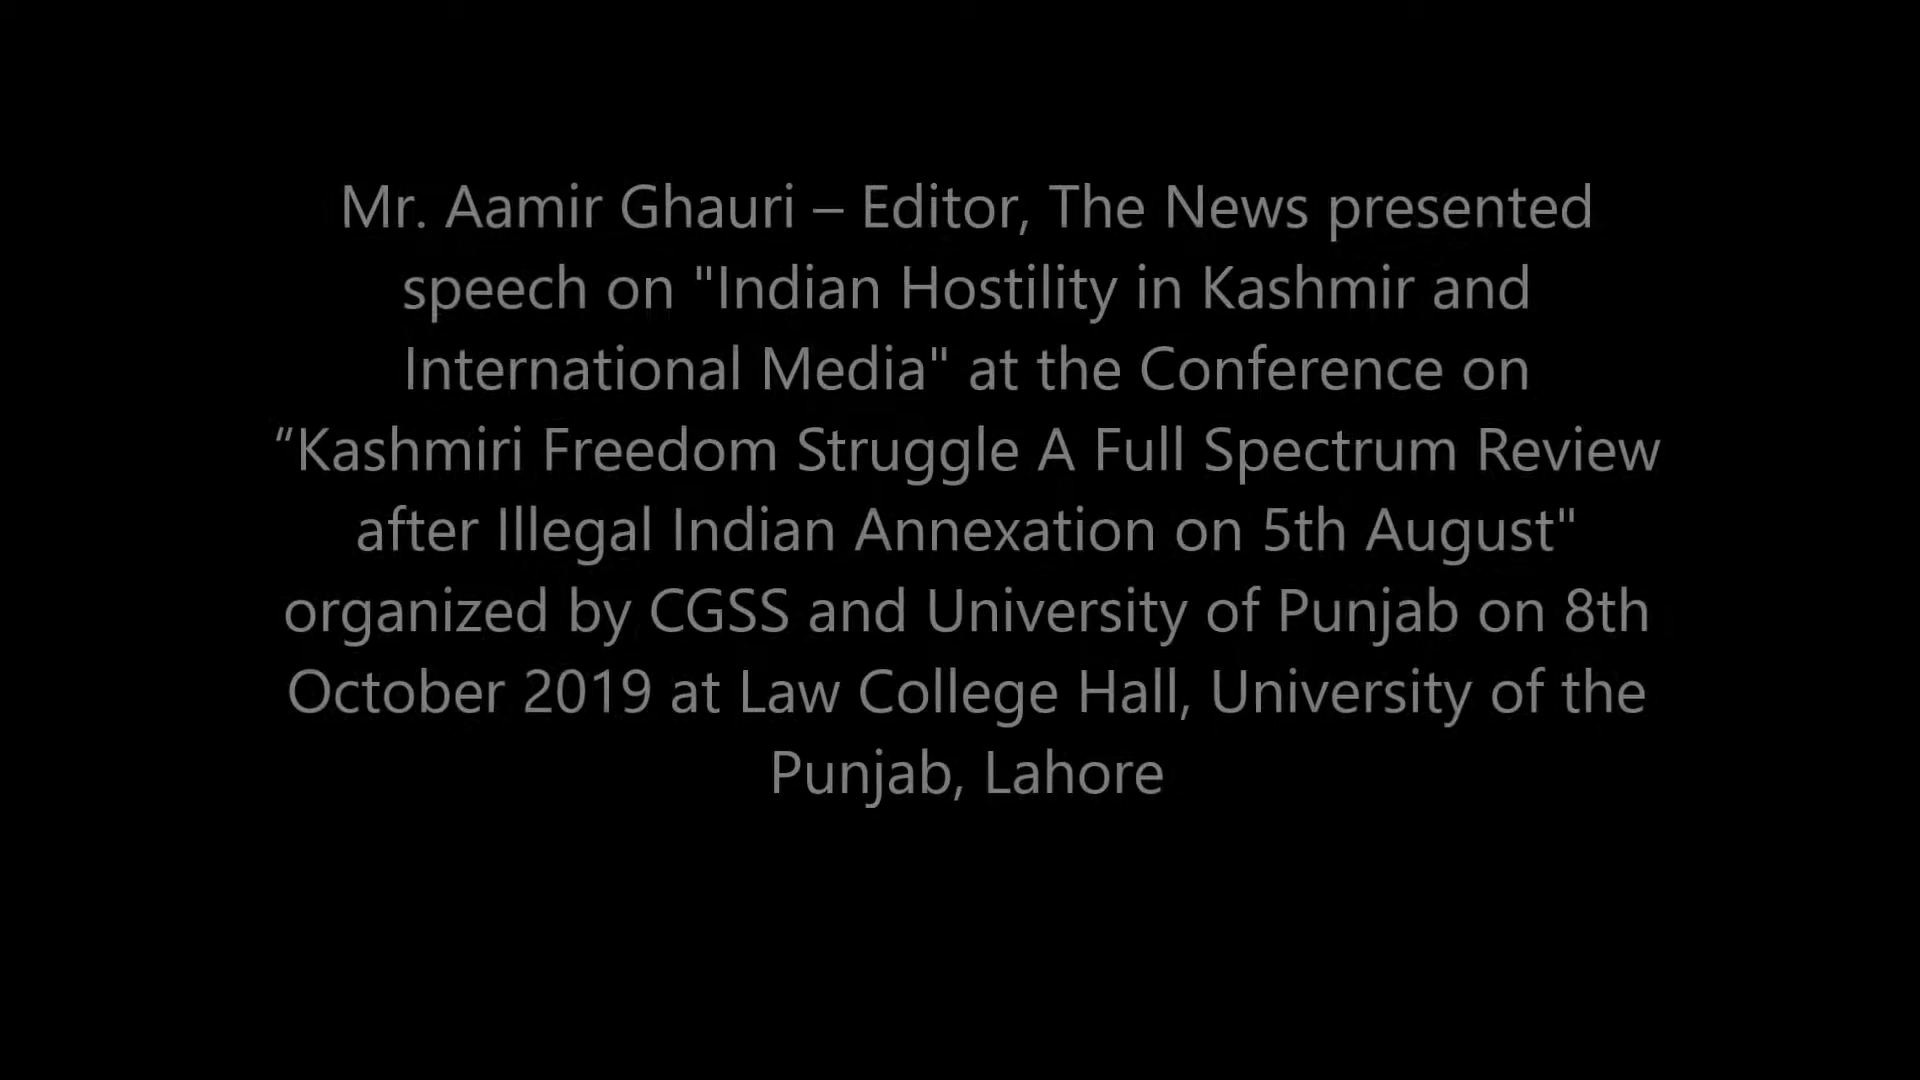 Mr. Aamir Ghauri – Editor, The News presented
speech on "Indian Hostility in Kashmir and
International Media" at the Conference on
“Kashmiri Freedom Struggle A Full Spectrum Review
after Illegal Indian Annexation on 5th August"
organized by CGSS and University of Punjab on 8th
October 2019 at Law College Hall, University of the
Punjab, Lahore